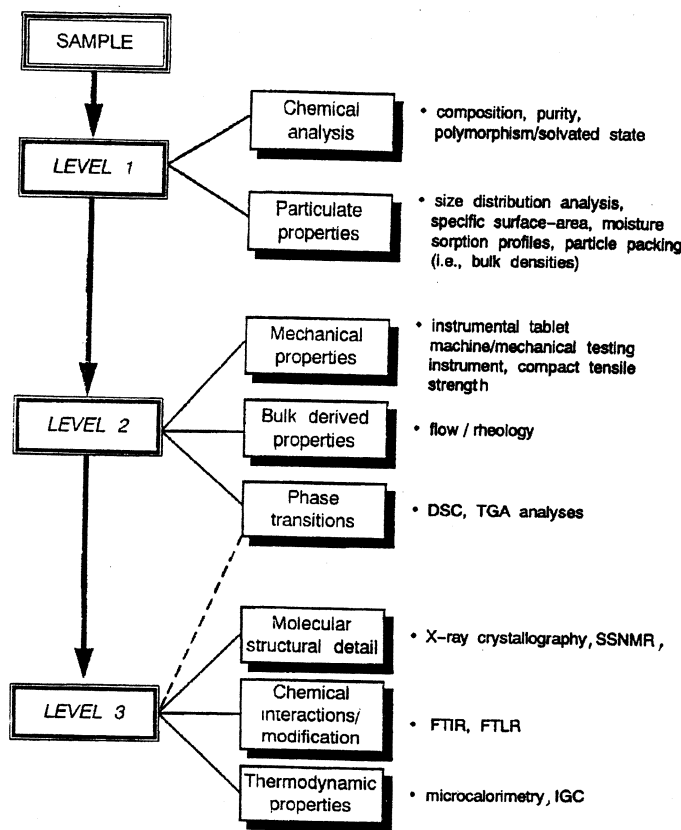 SAMPLE
LEVEL 1
Chemical
analysis
• composition, purity,
polymorphism/solvated state
Particulate
properties
• size distribution analysis,
specific surface-area, moisture
sorption profiles, particle packing
(i.e., bulk densities)
LEVEL 2
Mechanical
properties
• instrumental tablet
machine/mechanical testing
instrument, compact tensile
strength
Bulk derived
properties
• flow / rheology
Phase
transitions
• DSC, TGA analyses
LEVEL 3
Molecular
structural detail
• X-ray crystallography, SSNMR,
Chemical
interactions/
modification
• FTIR, FTLR
Thermodynamic
properties
• microcalorimetry, IGC